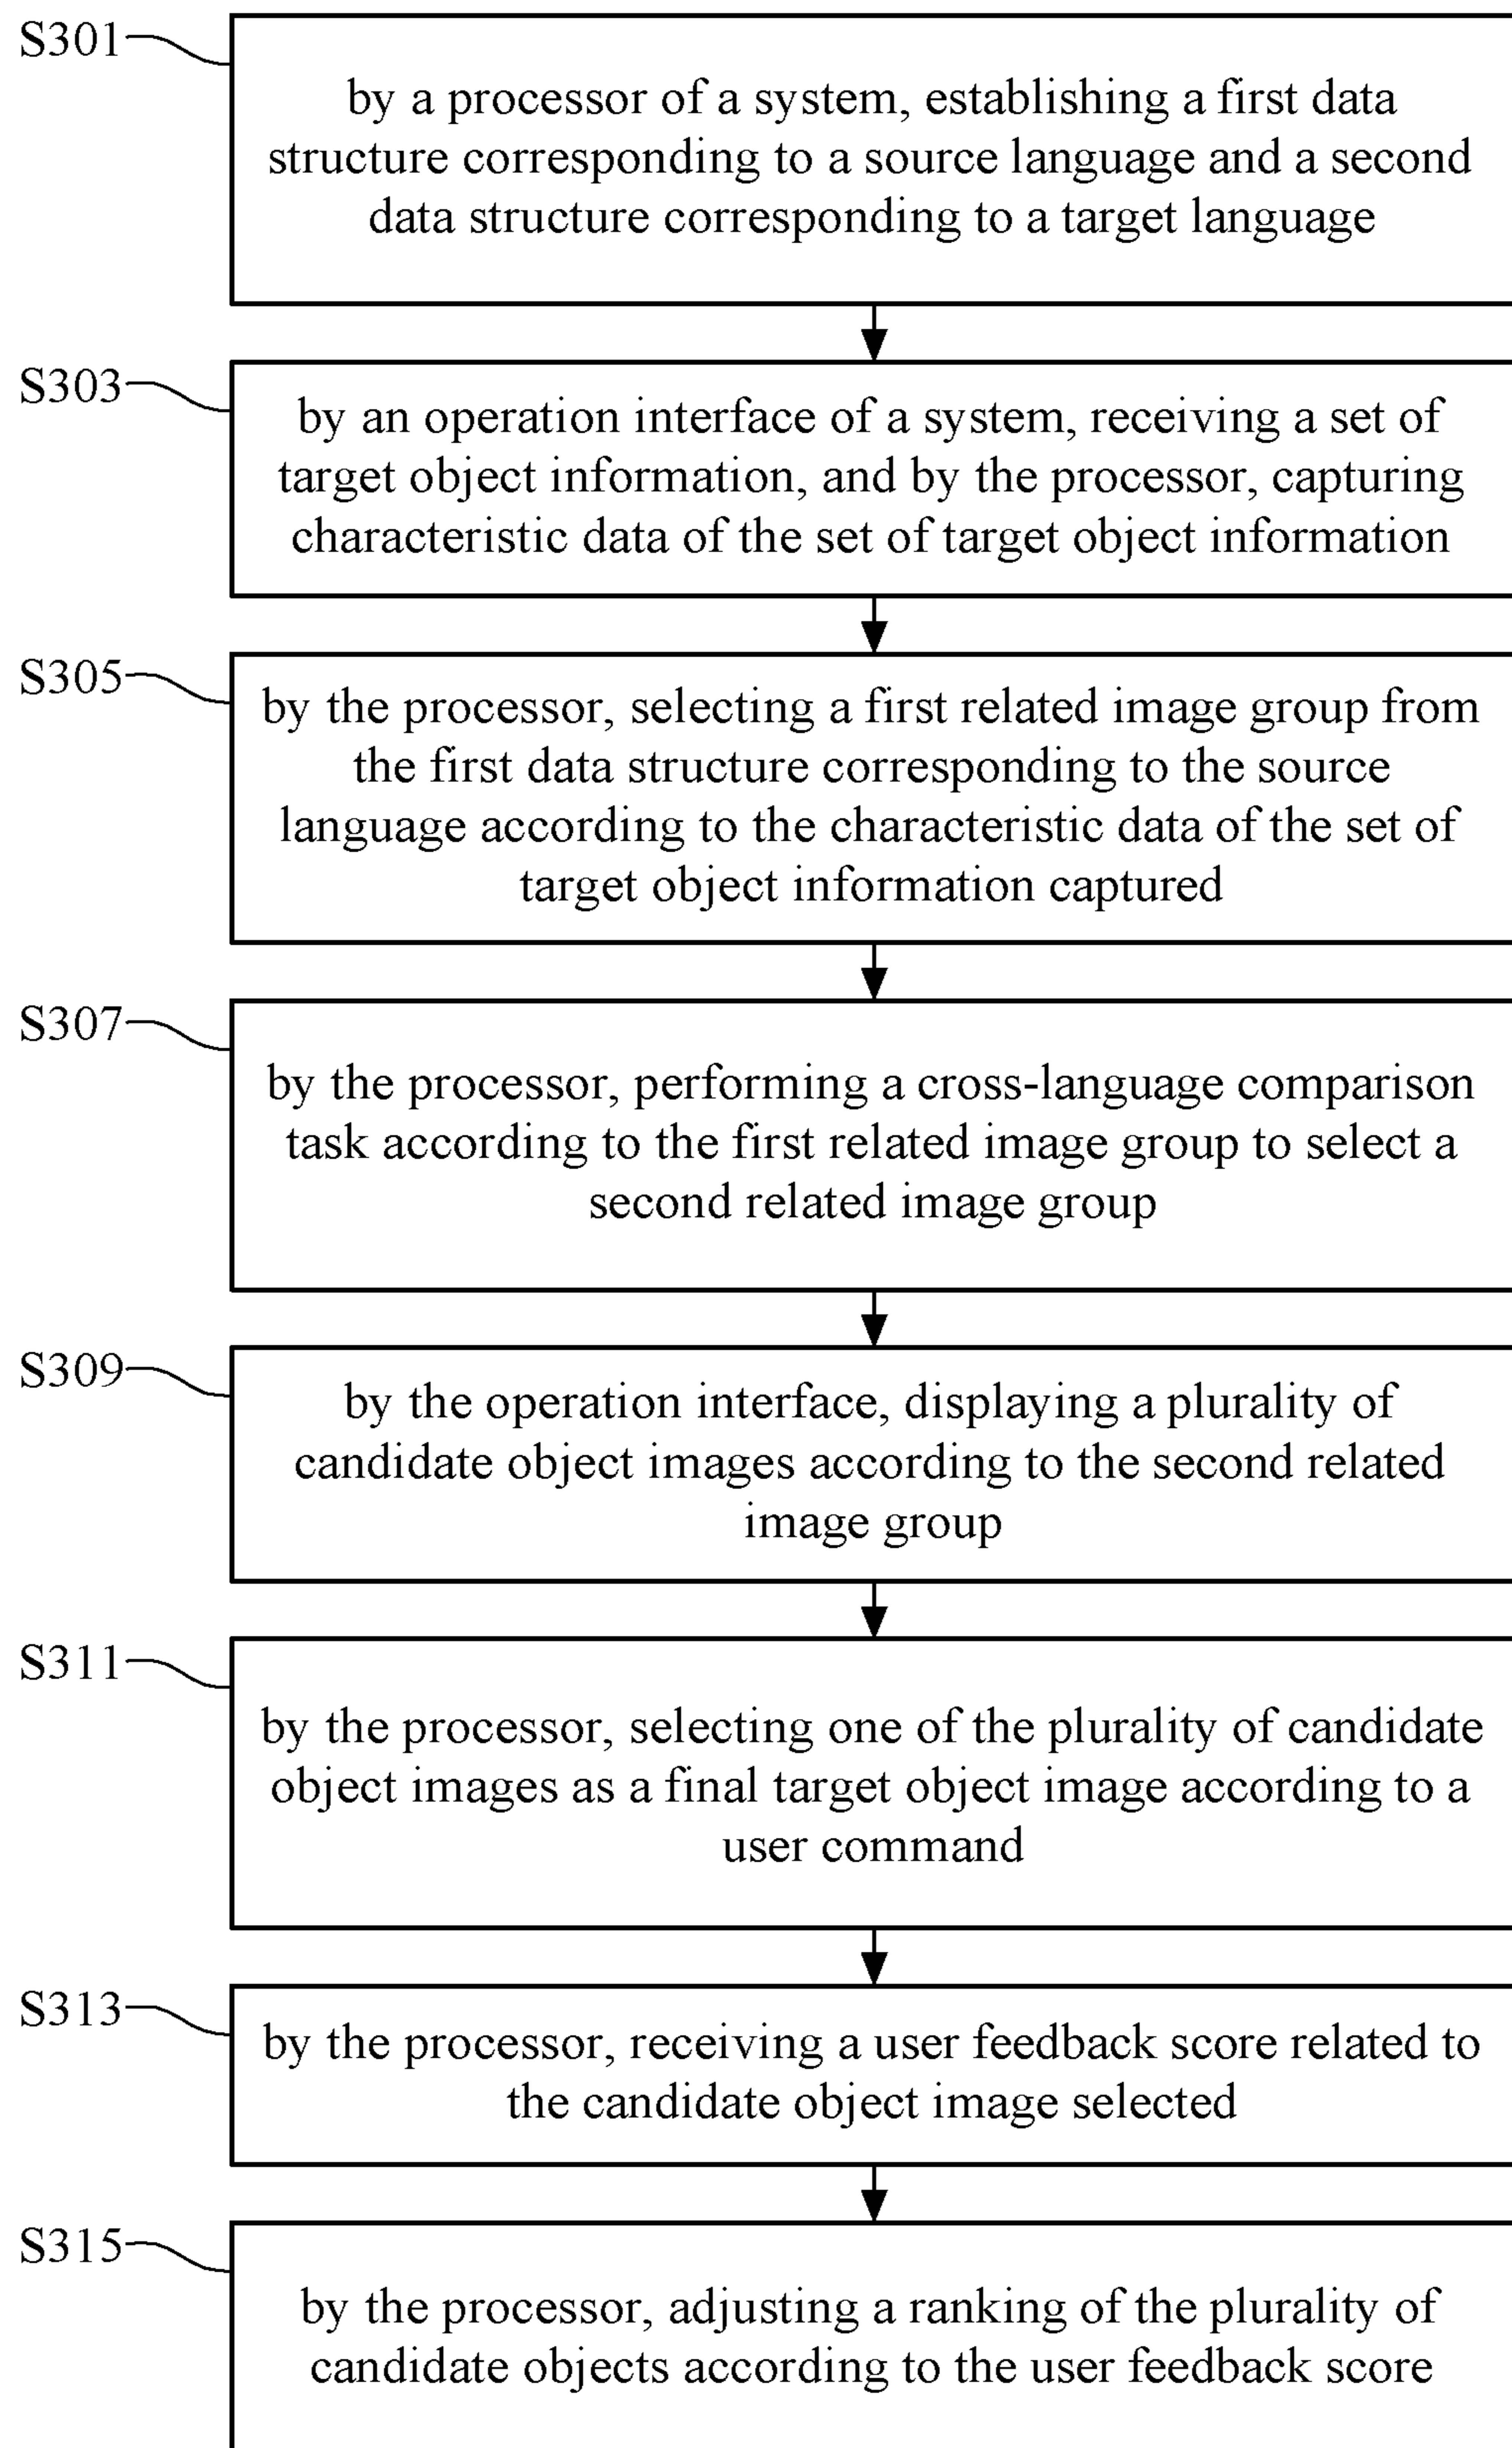 S301
by a processor of a system, establishing a first data
structure corresponding to a source language and a second
data structure corresponding to a target language
S303
by an operation interface of a system, receiving a set of
target object information, and by the processor, capturing
characteristic data of the set of target object information
S305
by the processor, selecting a first related image group from
the first data structure corresponding to the source
language according to the characteristic data of the set of
target object information captured
S307
by the processor, performing a cross-language comparison
task according to the first related image group to select a
second related image group
S309
by the operation interface, displaying a plurality of
candidate object images according to the second related
image group
S311
by the processor, selecting one of the plurality of candidate
object images as a final target object image according to a
user command
S313
by the processor, receiving a user feedback score related to
the candidate object image selected
S315
by the processor, adjusting a ranking of the plurality of
candidate objects according to the user feedback score